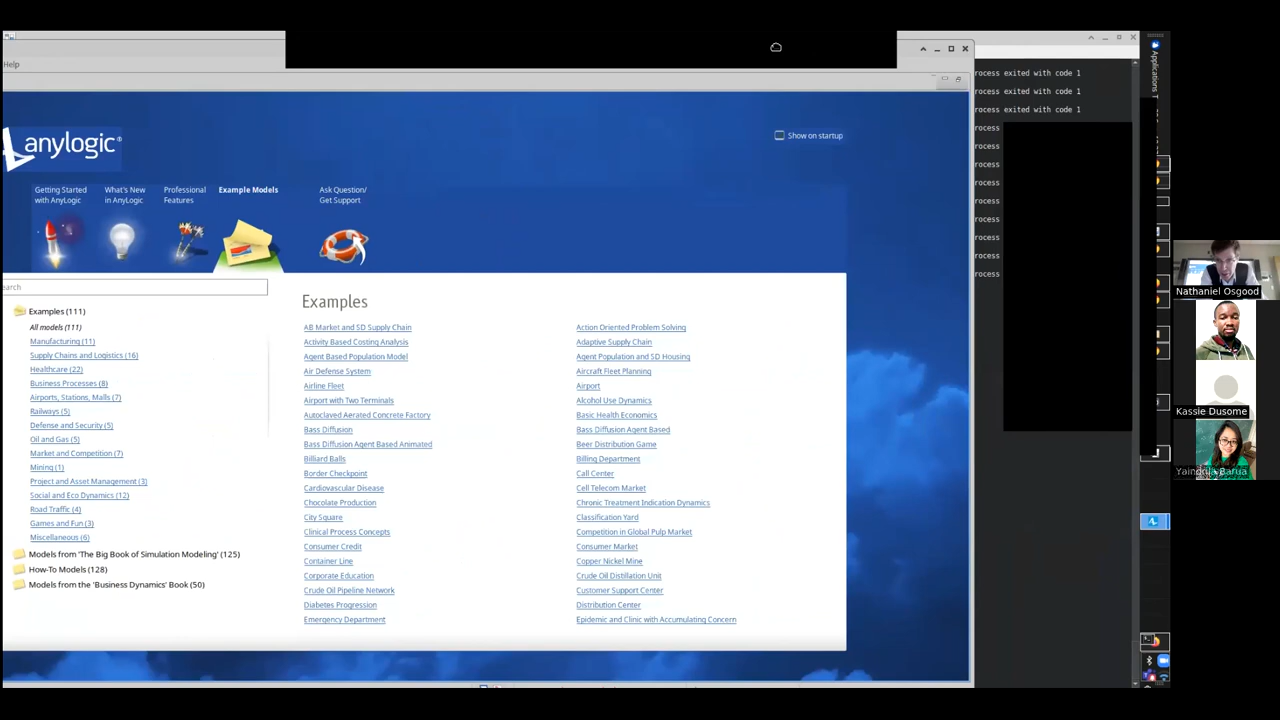 Help
rocess exited with code 1
rocess exited with code 1
rocess exited with code 1
rocess
rocess
rocess
rocess
rocess
rocess
rocess
rocess
rocess
Applications
anylogic®
Show on startup
Getting Started
with AnyLogic
What's New
in AnyLogic
Professional
Features
Example Models
Ask Question/
Get Support
earch
Examples (111)
All models (111)
Manufacturing (11)
Supply Chains and Logistics (16)
Healthcare (22)
Business Processes (8)
Airports, Stations, Malls (7)
Railways (5)
Defense and Security (5)
Oil and Gas (5)
Market and Competition (7)
Mining (1)
Project and Asset Management (3)
Social and Eco Dynamics (12)
Road Traffic (4)
Games and Fun (3)
Miscellaneous (6)
Models from 'The Big Book of Simulation Modeling' (125)
How-To Models (128)
Models from the 'Business Dynamics' Book (50)
Examples
AB Market and SD Supply Chain
Activity Based Costing Analysis
Agent Based Population Model
Air Defense System
Airline Fleet
Airport with Two Terminals
Autoclaved Aerated Concrete Factory
Bass Diffusion
Bass Diffusion Agent Based Animated
Billiard Balls
Border Checkpoint
Cardiovascular Disease
Chocolate Production
City Square
Clinical Process Concepts
Consumer Credit
Container Line
Corporate Education
Crude Oil Pipeline Network
Diabetes Progression
Emergency Department
Action Oriented Problem Solving
Adaptive Supply Chain
Agent Population and SD Housing
Aircraft Fleet Planning
Airport
Alcohol Use Dynamics
Basic Health Economics
Bass Diffusion Agent Based
Beer Distribution Game
Billing Department
Call Center
Cell Telecom Market
Chronic Treatment Indication Dynamics
Classification Yard
Competition in Global Pulp Market
Consumer Market
Copper Nickel Mine
Crude Oil Distillation Unit
Customer Support Center
Distribution Center
Epidemic and Clinic with Accumulating Concern
Nathaniel Osgood
Kassie Dusome
Barua